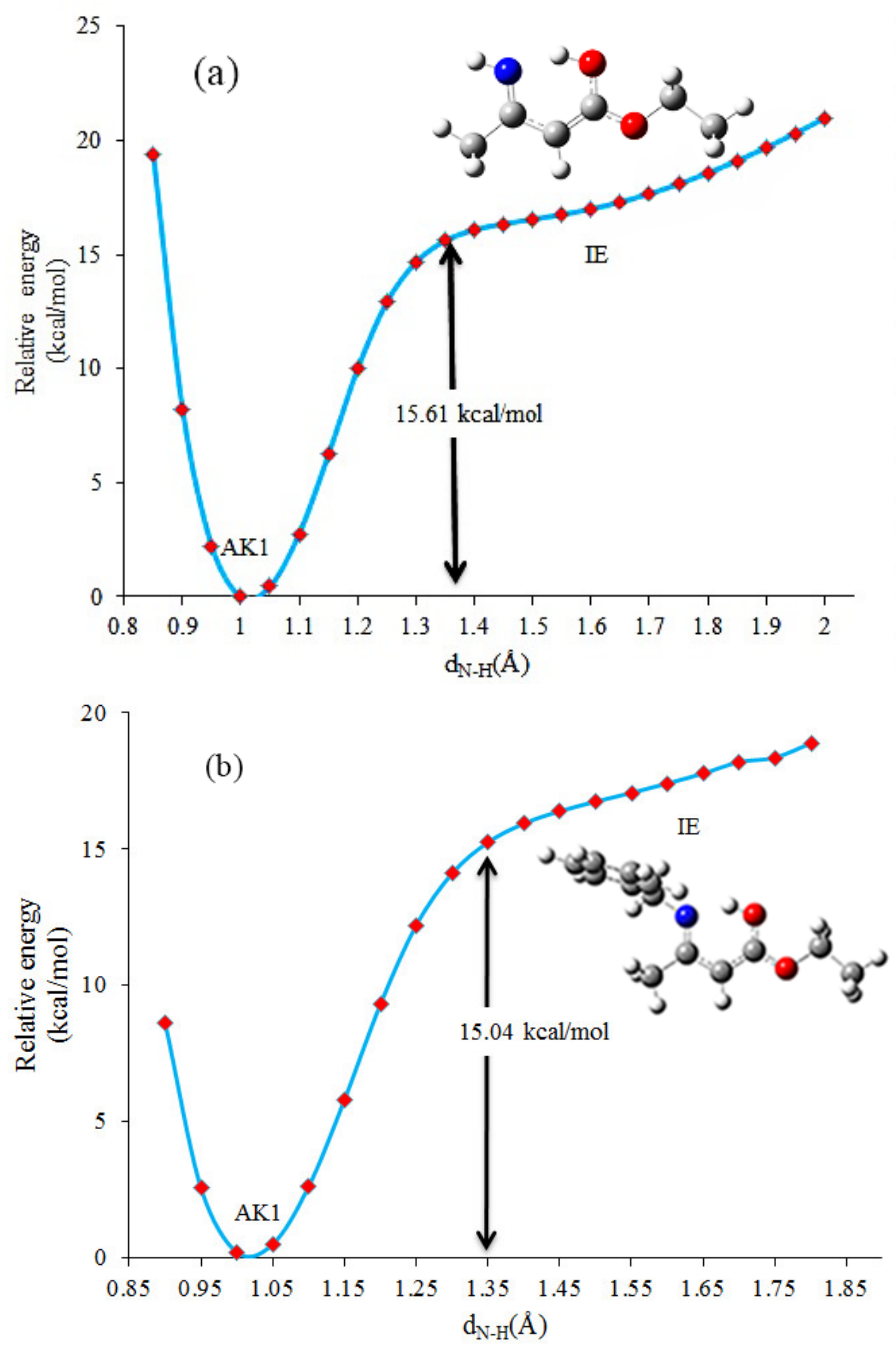 25
(a)
20
15
10
5
0
Relative energy
(kcal/mol)
IE
15.61 kcal/mol
AK1
0.8 0.9 1 1.1 1.2 1.3 1.4 1.5 1.6 1.7 1.8 1.9 2
dN-H(Å)
20
(b)
15
10
5
0
Relative energy
(kcal/mol)
IE
15.04 kcal/mol
AK1
0.85 0.95 1.05 1.15 1.25 1.35 1.45 1.55 1.65 1.75 1.85
dN-H(Å)